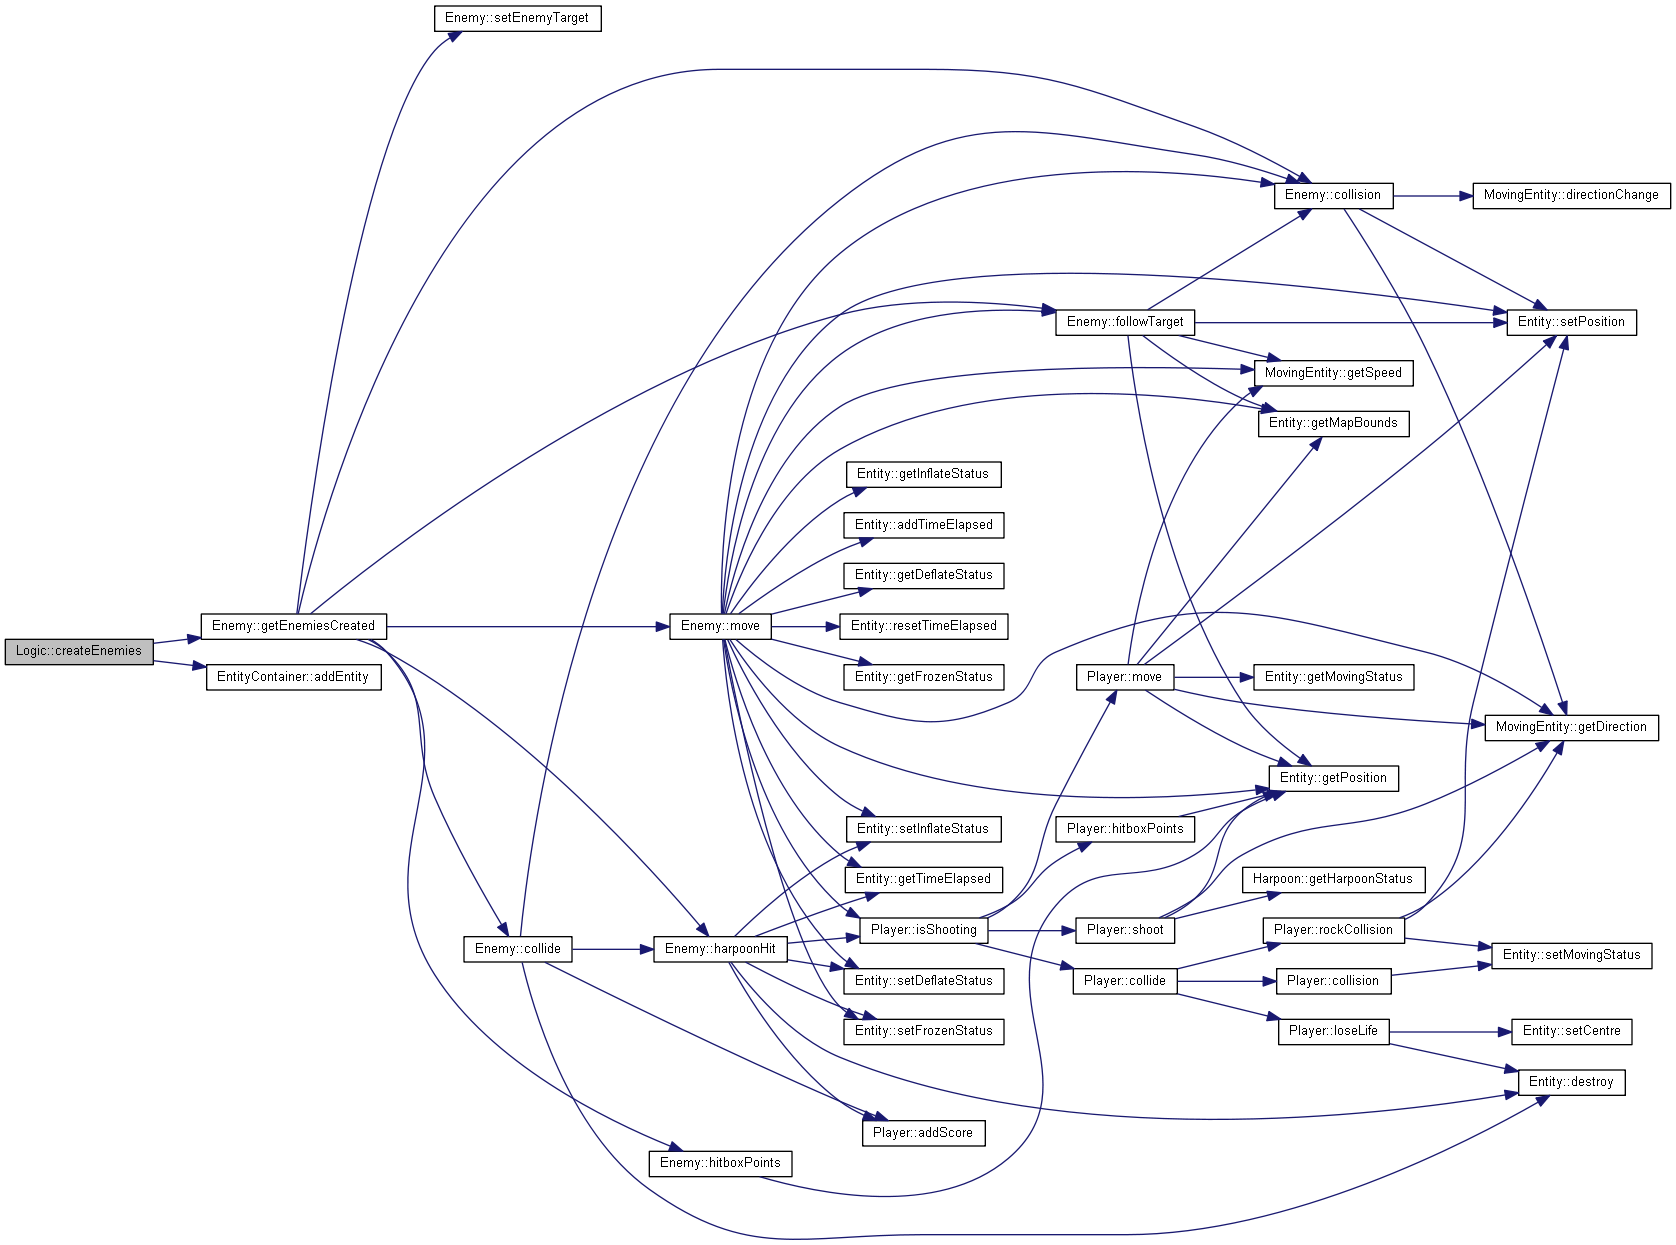 Enemy::setEnemyTarget
Enemy::collision
MovingEntity::directionChange
Enemy::followTarget
Entity::setPosition
MovingEntity::getSpeed
Entity::getMapBounds
Entity::getInflateStatus
Entity::addTimeElapsed
Entity::getDeflateStatus
Enemy::getEnemiesCreated
Enemy::move
Entity::resetTimeElapsed
Logic::createEnemies
EntityContainer::addEntity
Entity::getFrozenStatus
Player::move
Entity::getMovingStatus
MovingEntity::getDirection
Entity::getPosition
Entity::setInflateStatus
Player::hitboxPoints
Entity::getTimeElapsed
Harpoon::getHarpoonStatus
Player::isShooting
Player::shoot
Player::rockCollision
Enemy::collide
Enemy::harpoonHit
Entity::setMovingStatus
Entity::setDeflateStatus
Player::collide
Player::collision
Entity::setFrozenStatus
Player::loseLife
Entity::setCentre
Entity::destroy
Player::addScore
Enemy::hitboxPoints